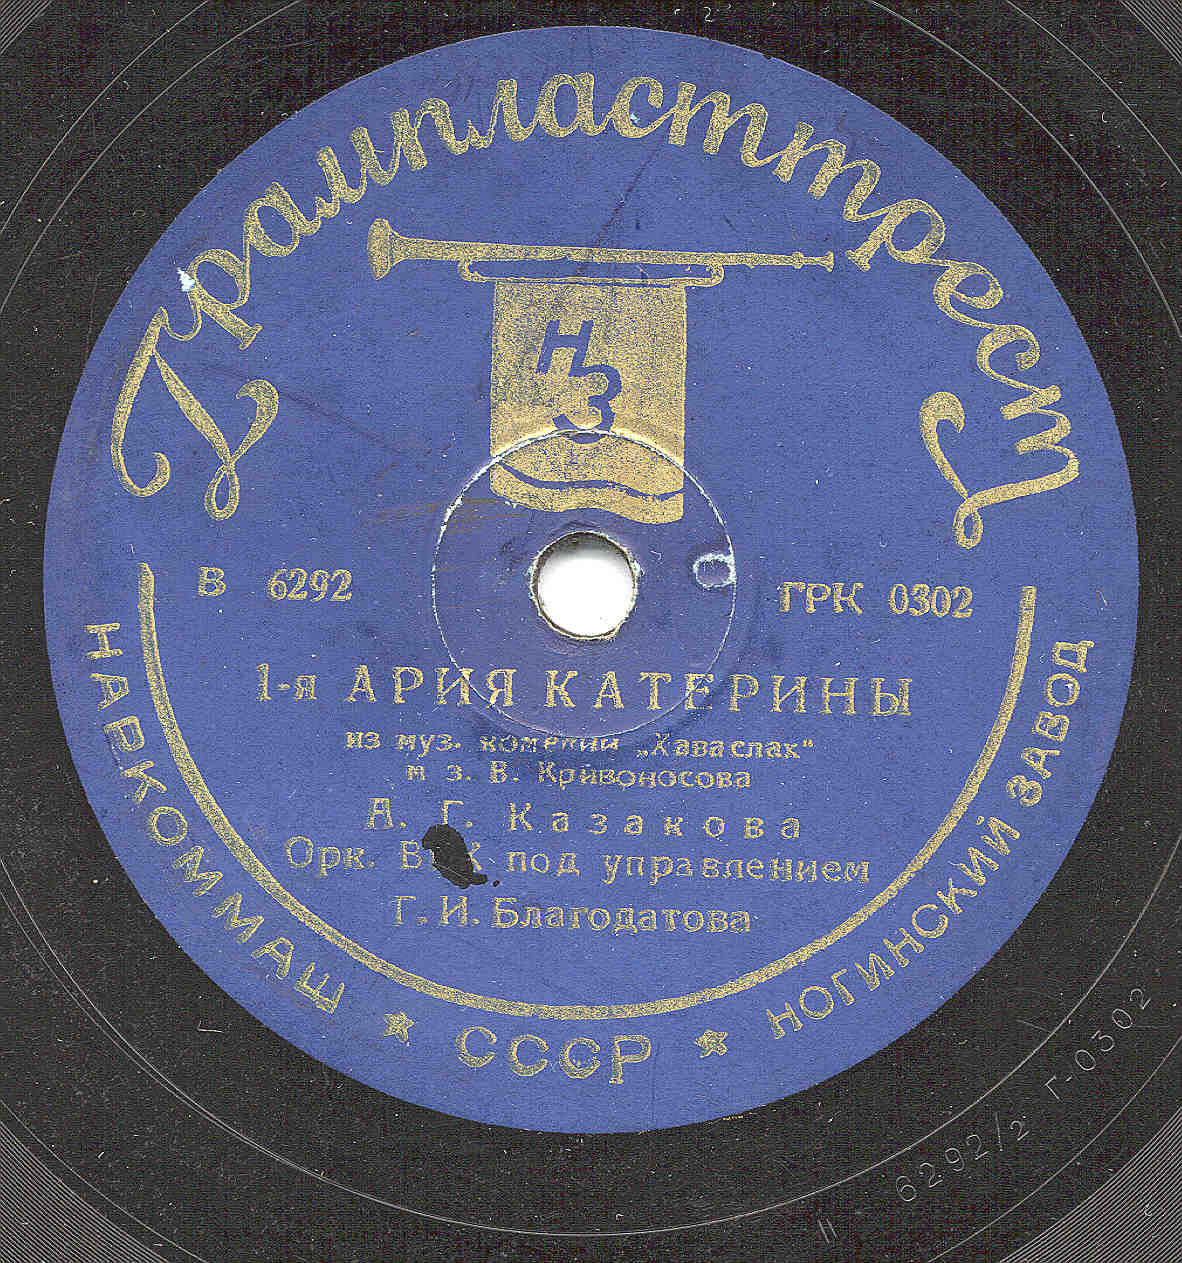 Грампласттрест
НЗ
В 6292
ГРК 0302
1-я АРИЯ КАТЕРИНЫ
из муз. комедии „Хаваслах“
м з. В. Кривоносова
А. Г. Казакова
Орк. под управлением
Г. И. Благодатова
НАРКОММАШ ★ СССР ★ НОГИНСКИЙ ЗАВОД
6292/2 Г-0302